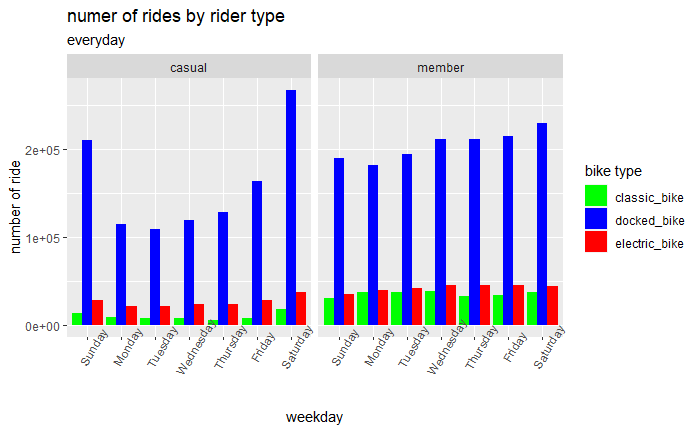 numer of rides by rider type
everyday
casual
member
number of ride
2e+05
1e+05
0e+00
Sunday
Monday
Tuesday
Wednesday
Thursday
Friday
Saturday
Sunday
Monday
Tuesday
Wednesday
Thursday
Friday
Saturday
weekday
bike type
classic_bike
docked_bike
electric_bike